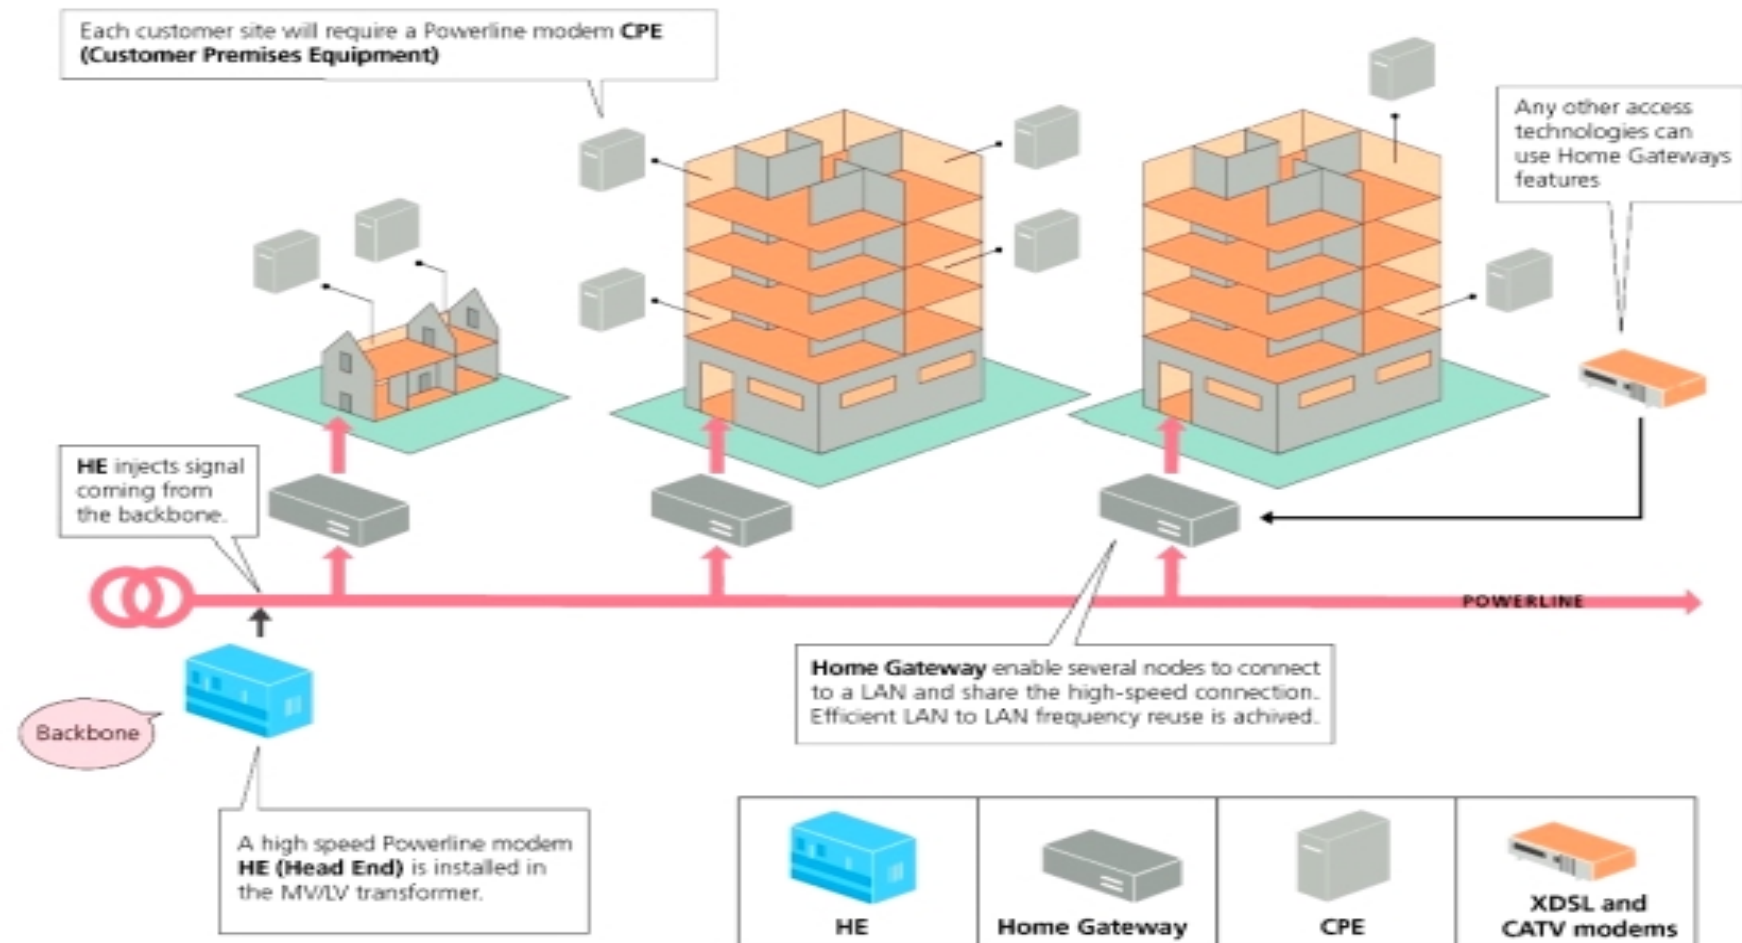 Each customer site will require a Powerline modem CPE
(Customer Premises Equipment)
Any other access
technologies can
use Home Gateways
features
HE injects signal
coming from
the backbone.
POWERLINE
Home Gateway enable several nodes to connect
to a LAN and share the high-speed connection.
Efficient LAN to LAN frequency reuse is achived.
Backbone
A high speed Powerline modem
HE (Head End) is installed in
the MV/LV transformer.
HE
Home Gateway
CPE
XDSL and
CATV modems